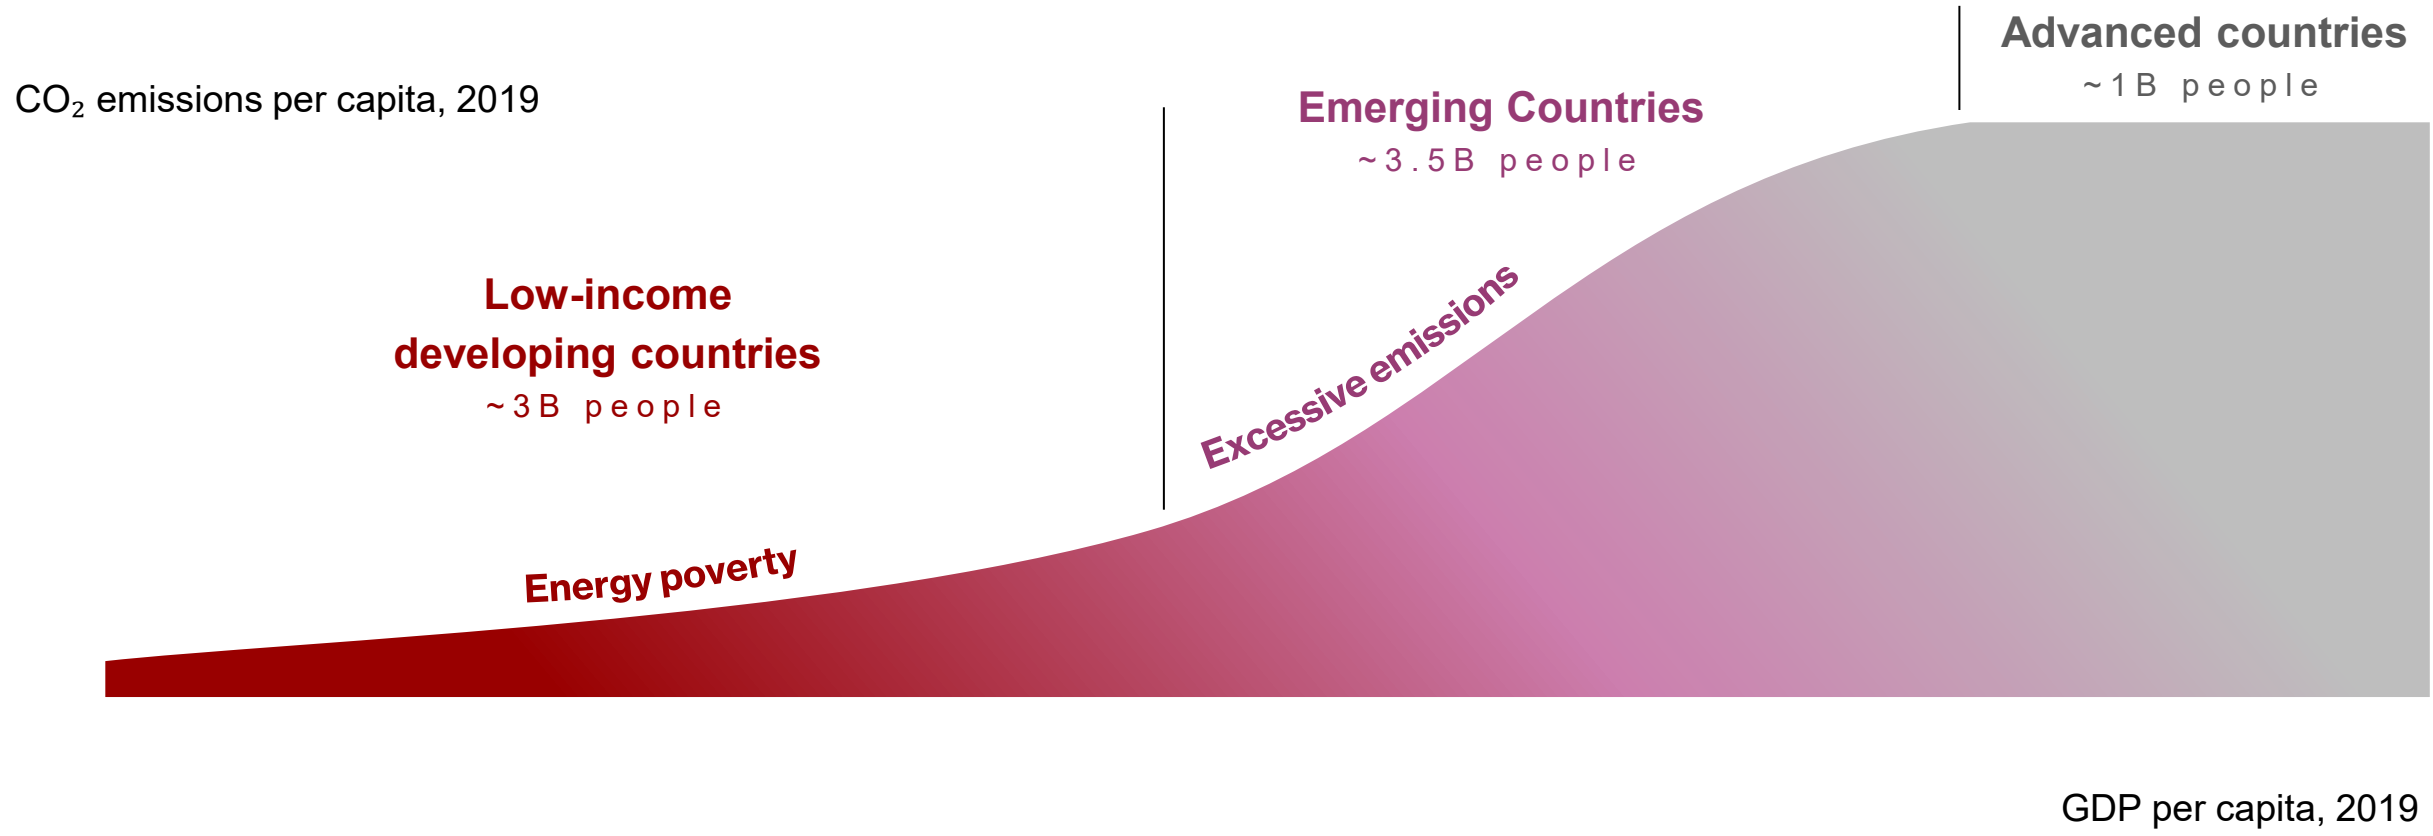 Advanced countries
~1B people
CO₂ emissions per capita, 2019
Emerging Countries
~3.5B people
Low-income
developing countries
~3B people
Excessive emissions
Energy poverty
GDP per capita, 2019